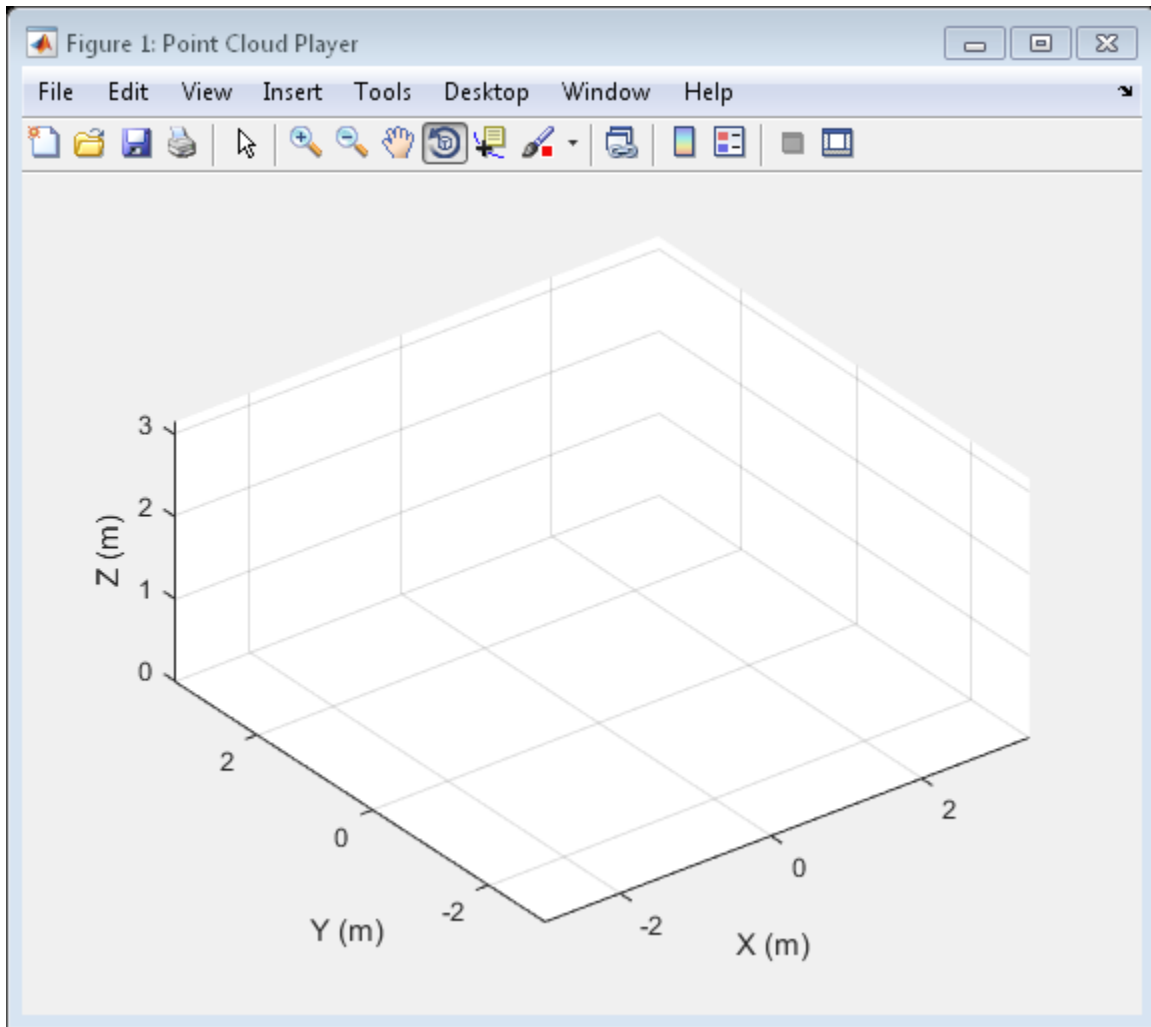 Figure 1: Point Cloud Player
File Edit View Insert Tools Desktop Window Help
3
2
1
0
Z (m)
2
0
-2
Y (m)
-2
0
2
X (m)